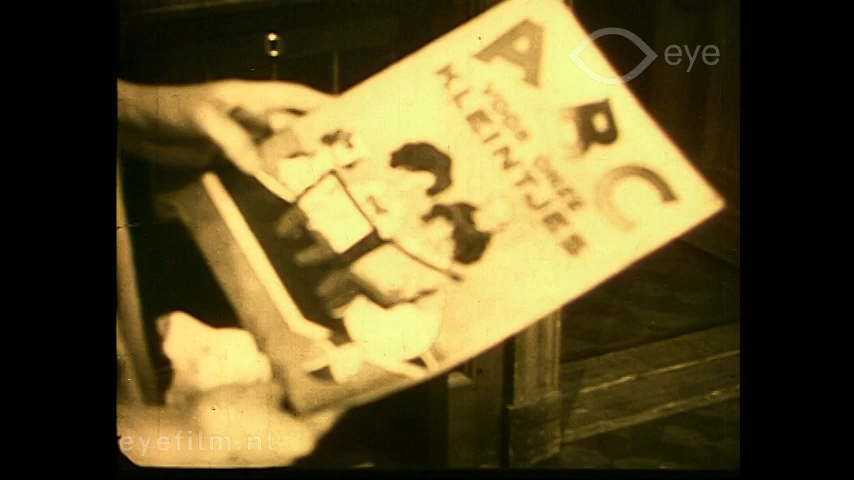 ABC
VOOR ONZE
KLEINTJES
eye
eyefilm.nl